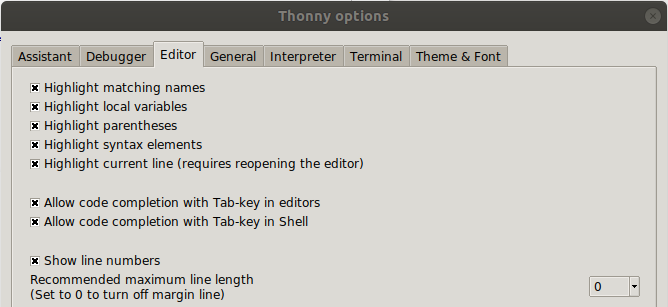 Thonny options
Assistant Debugger Editor General Interpreter Terminal Theme & Font
Highlight matching names
Highlight local variables
Highlight parentheses
Highlight syntax elements
Highlight current line (requires reopening the editor)
Allow code completion with Tab-key in editors
Allow code completion with Tab-key in Shell
Show line numbers
Recommended maximum line length
(Set to 0 to turn off margin line)
0